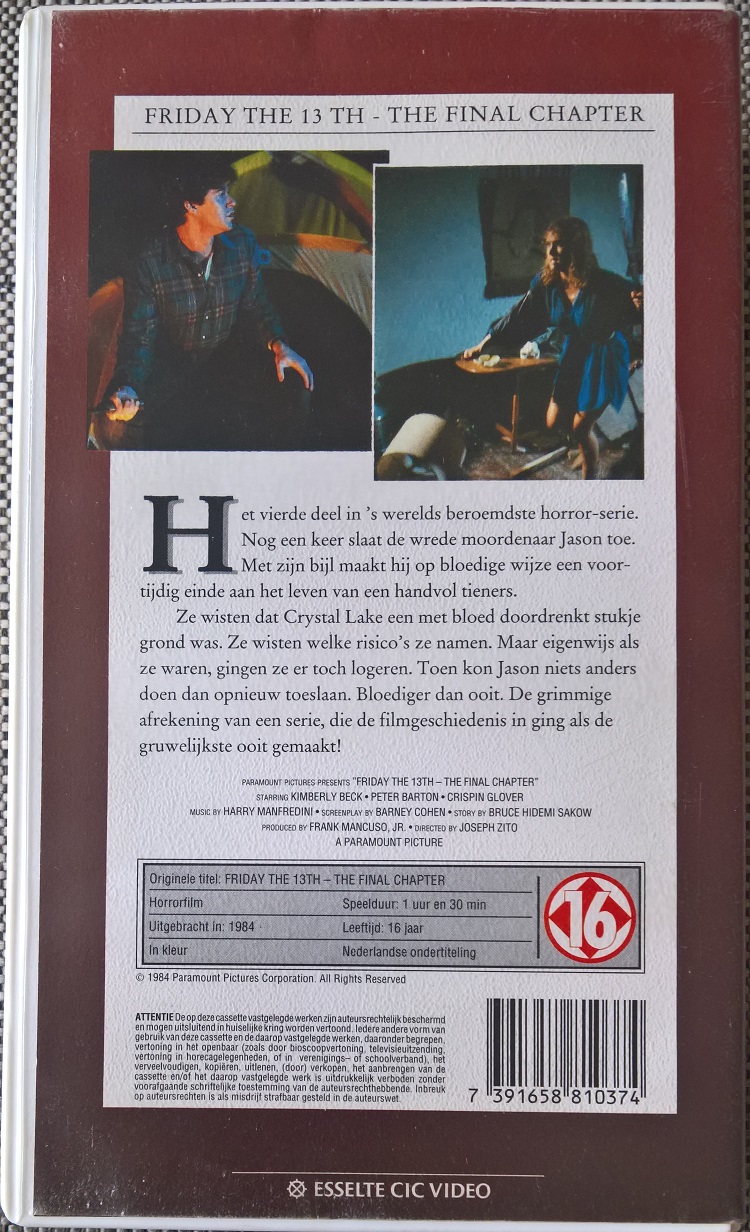 FRIDAY THE 13 TH - THE FINAL CHAPTER
Het vierde deel in 's werelds beroemdste horror-serie.
Nog een keer slaat de wrede moordenaar Jason toe.
Met zijn bijl maakt hij op bloedige wijze een voor-
tijdig einde aan het leven van een handvol tieners.
Ze wisten dat Crystal Lake een met bloed doordrenkt stukje
grond was. Ze wisten welke risico's ze namen. Maar eigenwijs als
ze waren, gingen ze er toch logeren. Toen kon Jason niets anders
doen dan opnieuw toeslaan. Bloediger dan ooit. De grimmige
afrekening van een serie, die de filmgeschiedenis in ging als de
gruwelijkste ooit gemaakt!
PARAMOUNT PICTURES PRESENTS "FRIDAY THE 13TH – THE FINAL CHAPTER"
STARRING KIMBERLY BECK • PETER BARTON • CRISPIN GLOVER
MUSIC BY HARRY MANFREDINI • SCREENPLAY BY BARNEY COHEN • STORY BY BRUCE HIDEMI SAKOW
PRODUCED BY FRANK MANCUSO, JR. • DIRECTED BY JOSEPH ZITO
A PARAMOUNT PICTURE
Originele titel: FRIDAY THE 13TH – THE FINAL CHAPTER
Horrorfilm Speelduur: 1 uur en 30 min
Uitgebracht in: 1984 Leeftijd: 16 jaar
In kleur Nederlandse ondertiteling
16
© 1984 Paramount Pictures Corporation. All Rights Reserved
ATTENTIE De op deze cassette vastgelegde werken zijn auteursrechtelijk beschermd
en mogen uitsluitend in huiselijke kring worden vertoond. Iedere andere vorm van
gebruik van deze cassette en de daarop vastgelegde werken, daaronder begrepen,
vertoning in het openbaar (zoals door bioscoopvertoning, televisieuitzending,
vertoning in horecagelegenheden, of in verenigings– of schoolverband), het
verveelvoudigen, kopiëren, uitlenen, (door) verkopen, het aanbrengen van de
cassette en/of het daarop vastgelegde werk is uitdrukkelijk verboden zonder
voorafgaande schriftelijke toestemming van de auteursrechthebbende. Inbreuk
op auteursrechten is als misdrijf strafbaar gesteld in de auteurswet.
7 391658 810374
ESSELTE CIC VIDEO